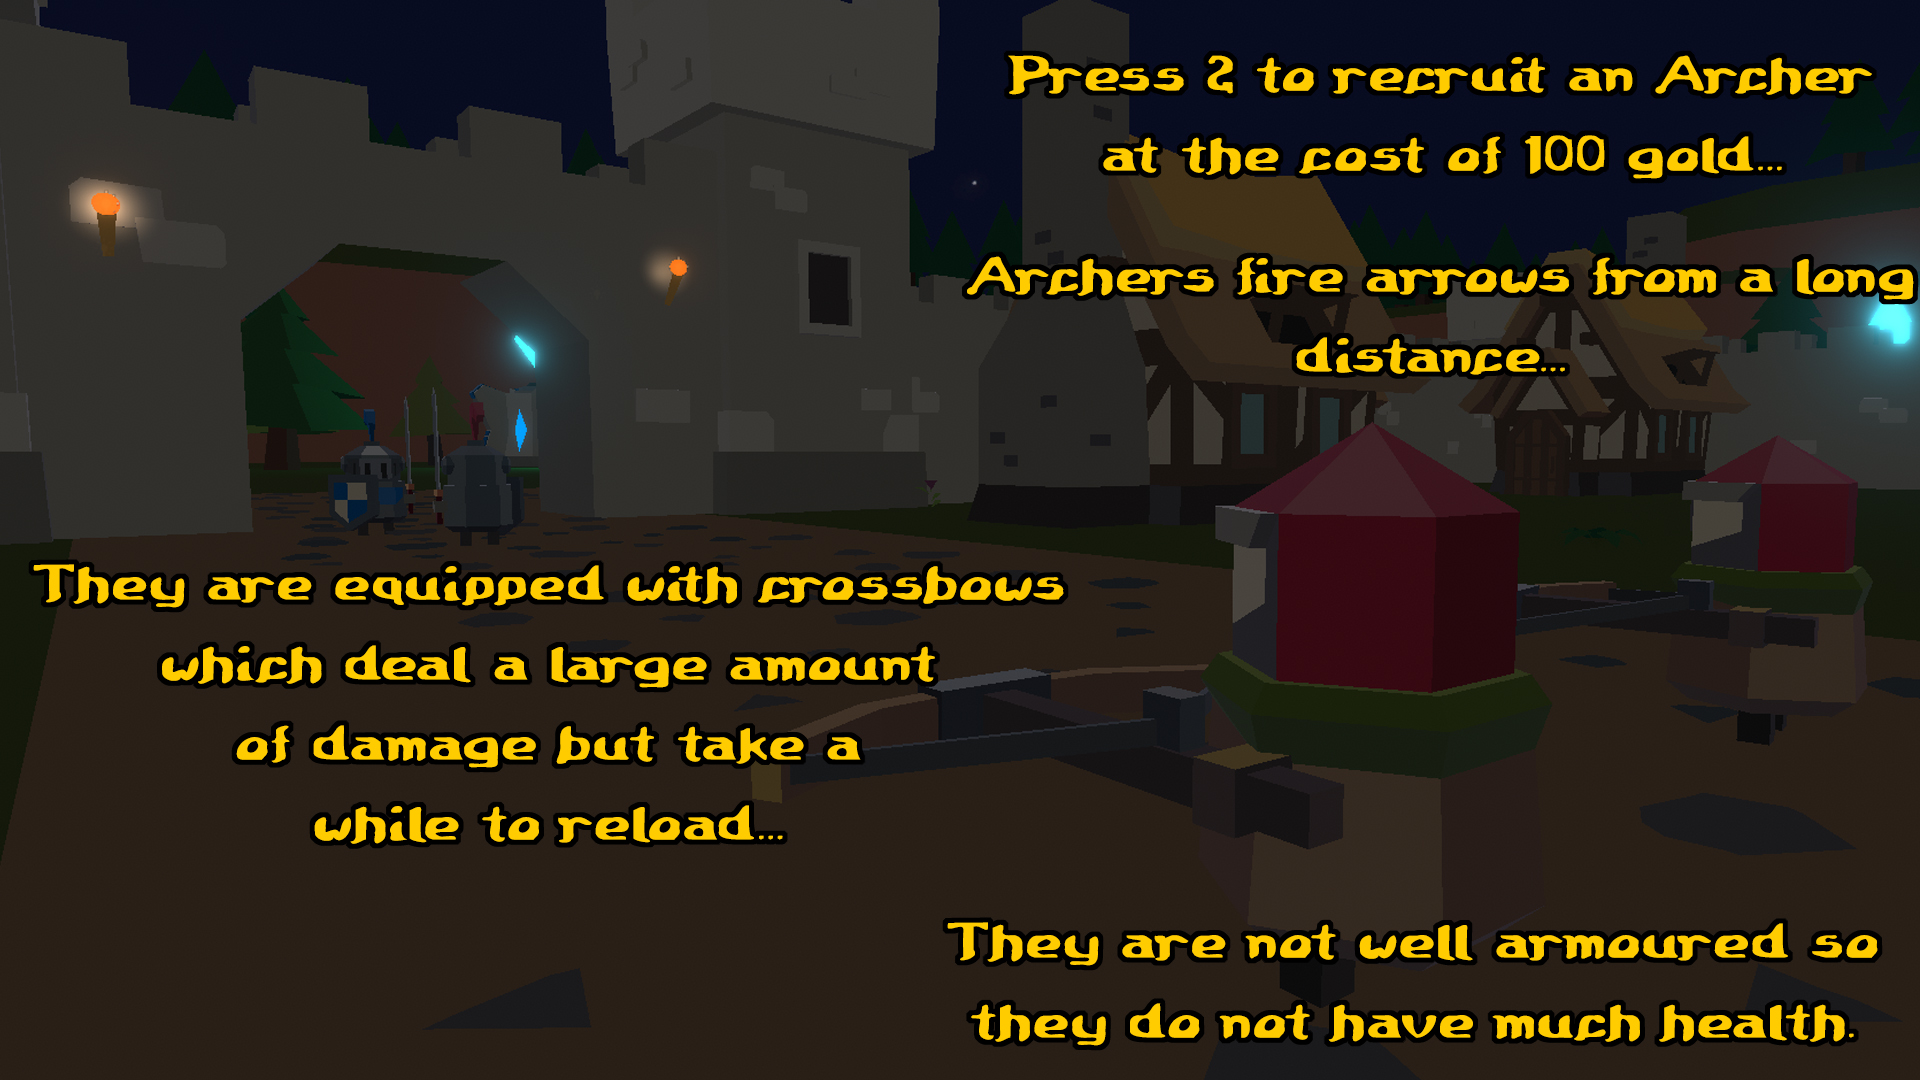 Press 2 to recruit an Archer
at the cost of 100 gold...
Archers fire arrows from a long
distance...
They are equipped with crossbows
which deal a large amount
of damage but take a
while to reload...
They are not well armoured so
they do not have much health.